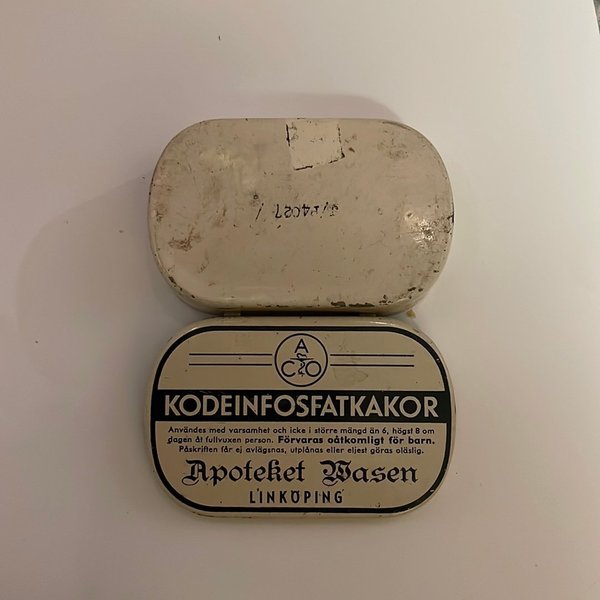 A
C O
KODEINFOSFATKAKOR
Användes med varsamhet och icke i större mängd än 6, högst 8 om
dagen åt fullvuxen person. Förvaras oåtkomligt för barn.
Påskriften får ej avlägsnas, utplånas eller eljest göras oläslig.
Apoteket Wasen
LINKÖPING